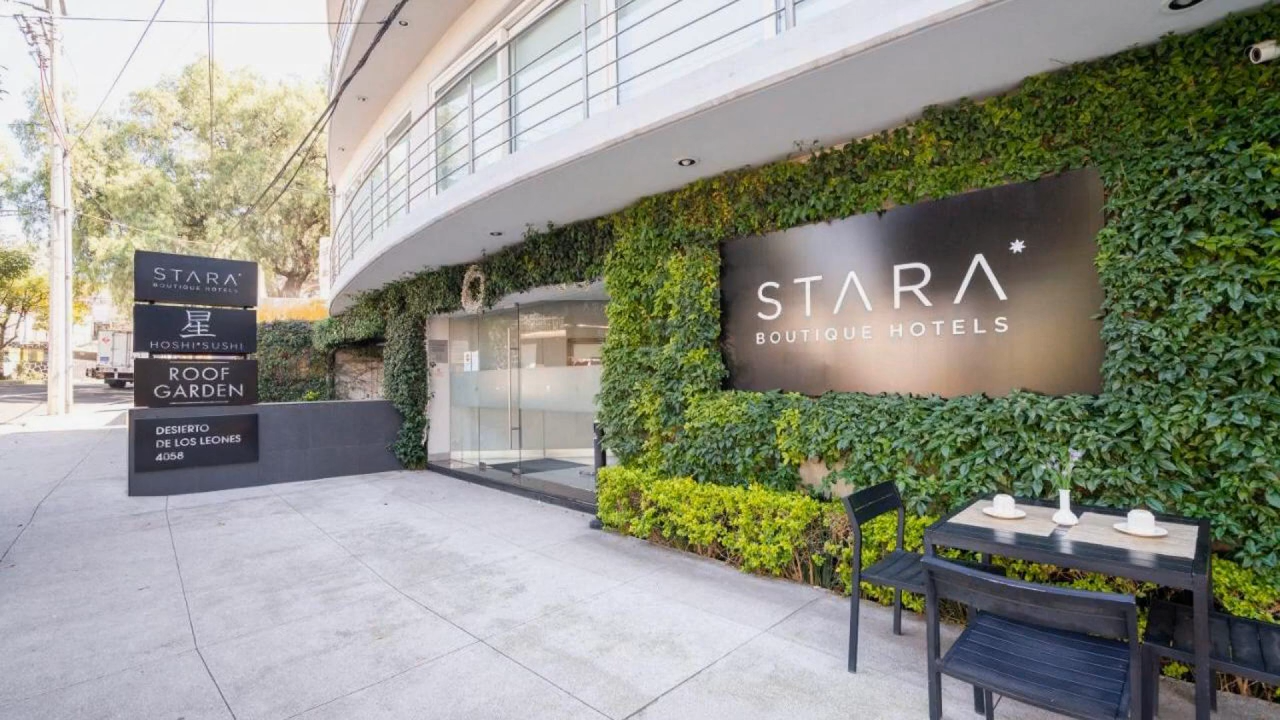 STARA*
BOUTIQUE HOTELS
星
HOSHI*SUSHI
ROOF
GARDEN
DESIERTO
DE LOS LEONES
4058
STARA*
BOUTIQUE HOTELS